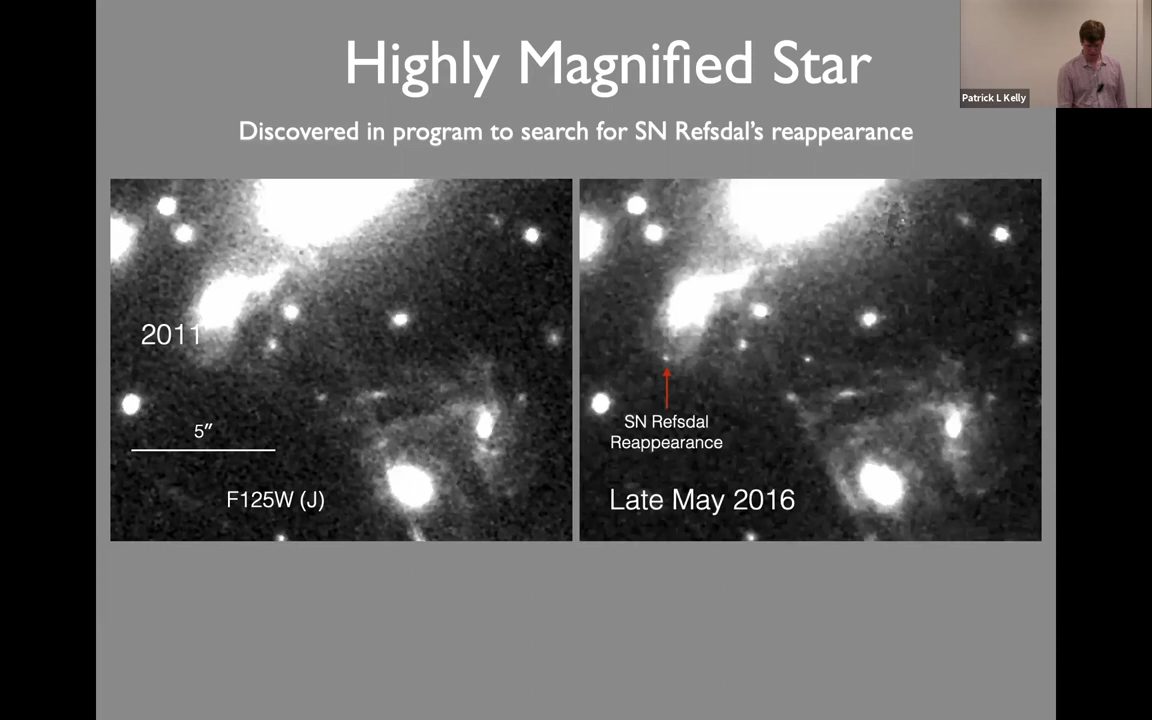 Highly Magnified Star
Patrick L Kelly
Discovered in program to search for SN Refsdal's reappearance
2011
5″
F125W (J)
SN Refsdal
Reappearance
Late May 2016